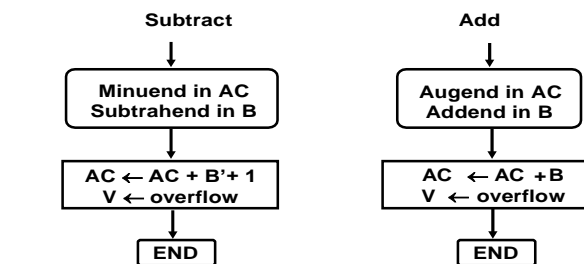 Subtract
Minuend in AC
Subtrahend in B
AC ← AC + B'+ 1
V ← overflow
END
Add
Augend in AC
Addend in B
AC ← AC +B
V ← overflow
END